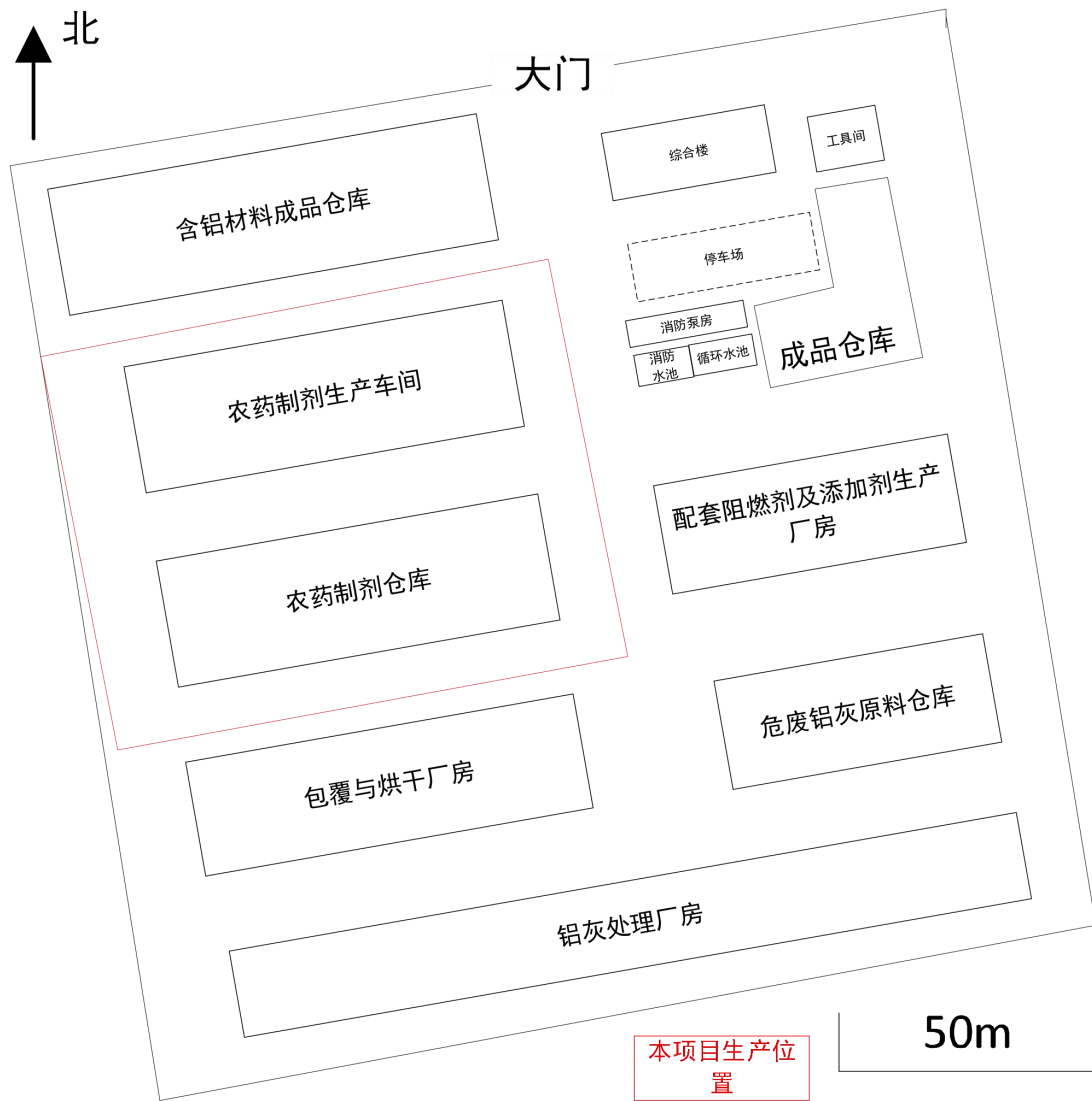 北
大门
综合楼
工具间
含铝材料成品仓库
停车场
消防泵房
消防
水池
循环水池
成品仓库
农药制剂生产车间
配套阻燃剂及添加剂生产
厂房
农药制剂仓库
危废铝灰原料仓库
包覆与烘干厂房
铝灰处理厂房
本项目生产位
置
50m